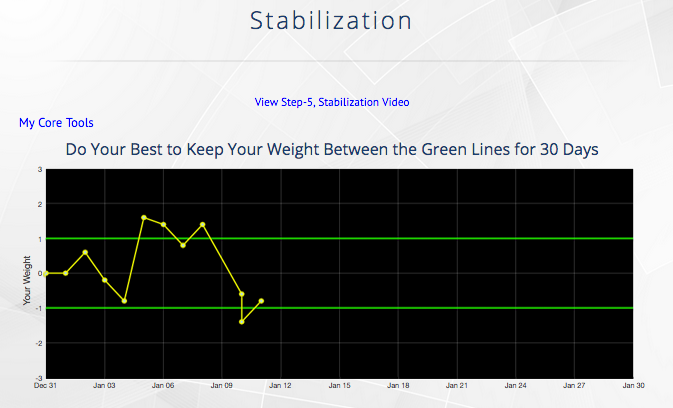 Stabilization
View Step-5, Stabilization Video
My Core Tools
Do Your Best to Keep Your Weight Between the Green Lines for 30 Days
3
2
1
0
-1
-2
-3
Your Weight
Dec 31 Jan 03 Jan 06 Jan 09 Jan 12 Jan 15 Jan 18 Jan 21 Jan 24 Jan 27 Jan 30